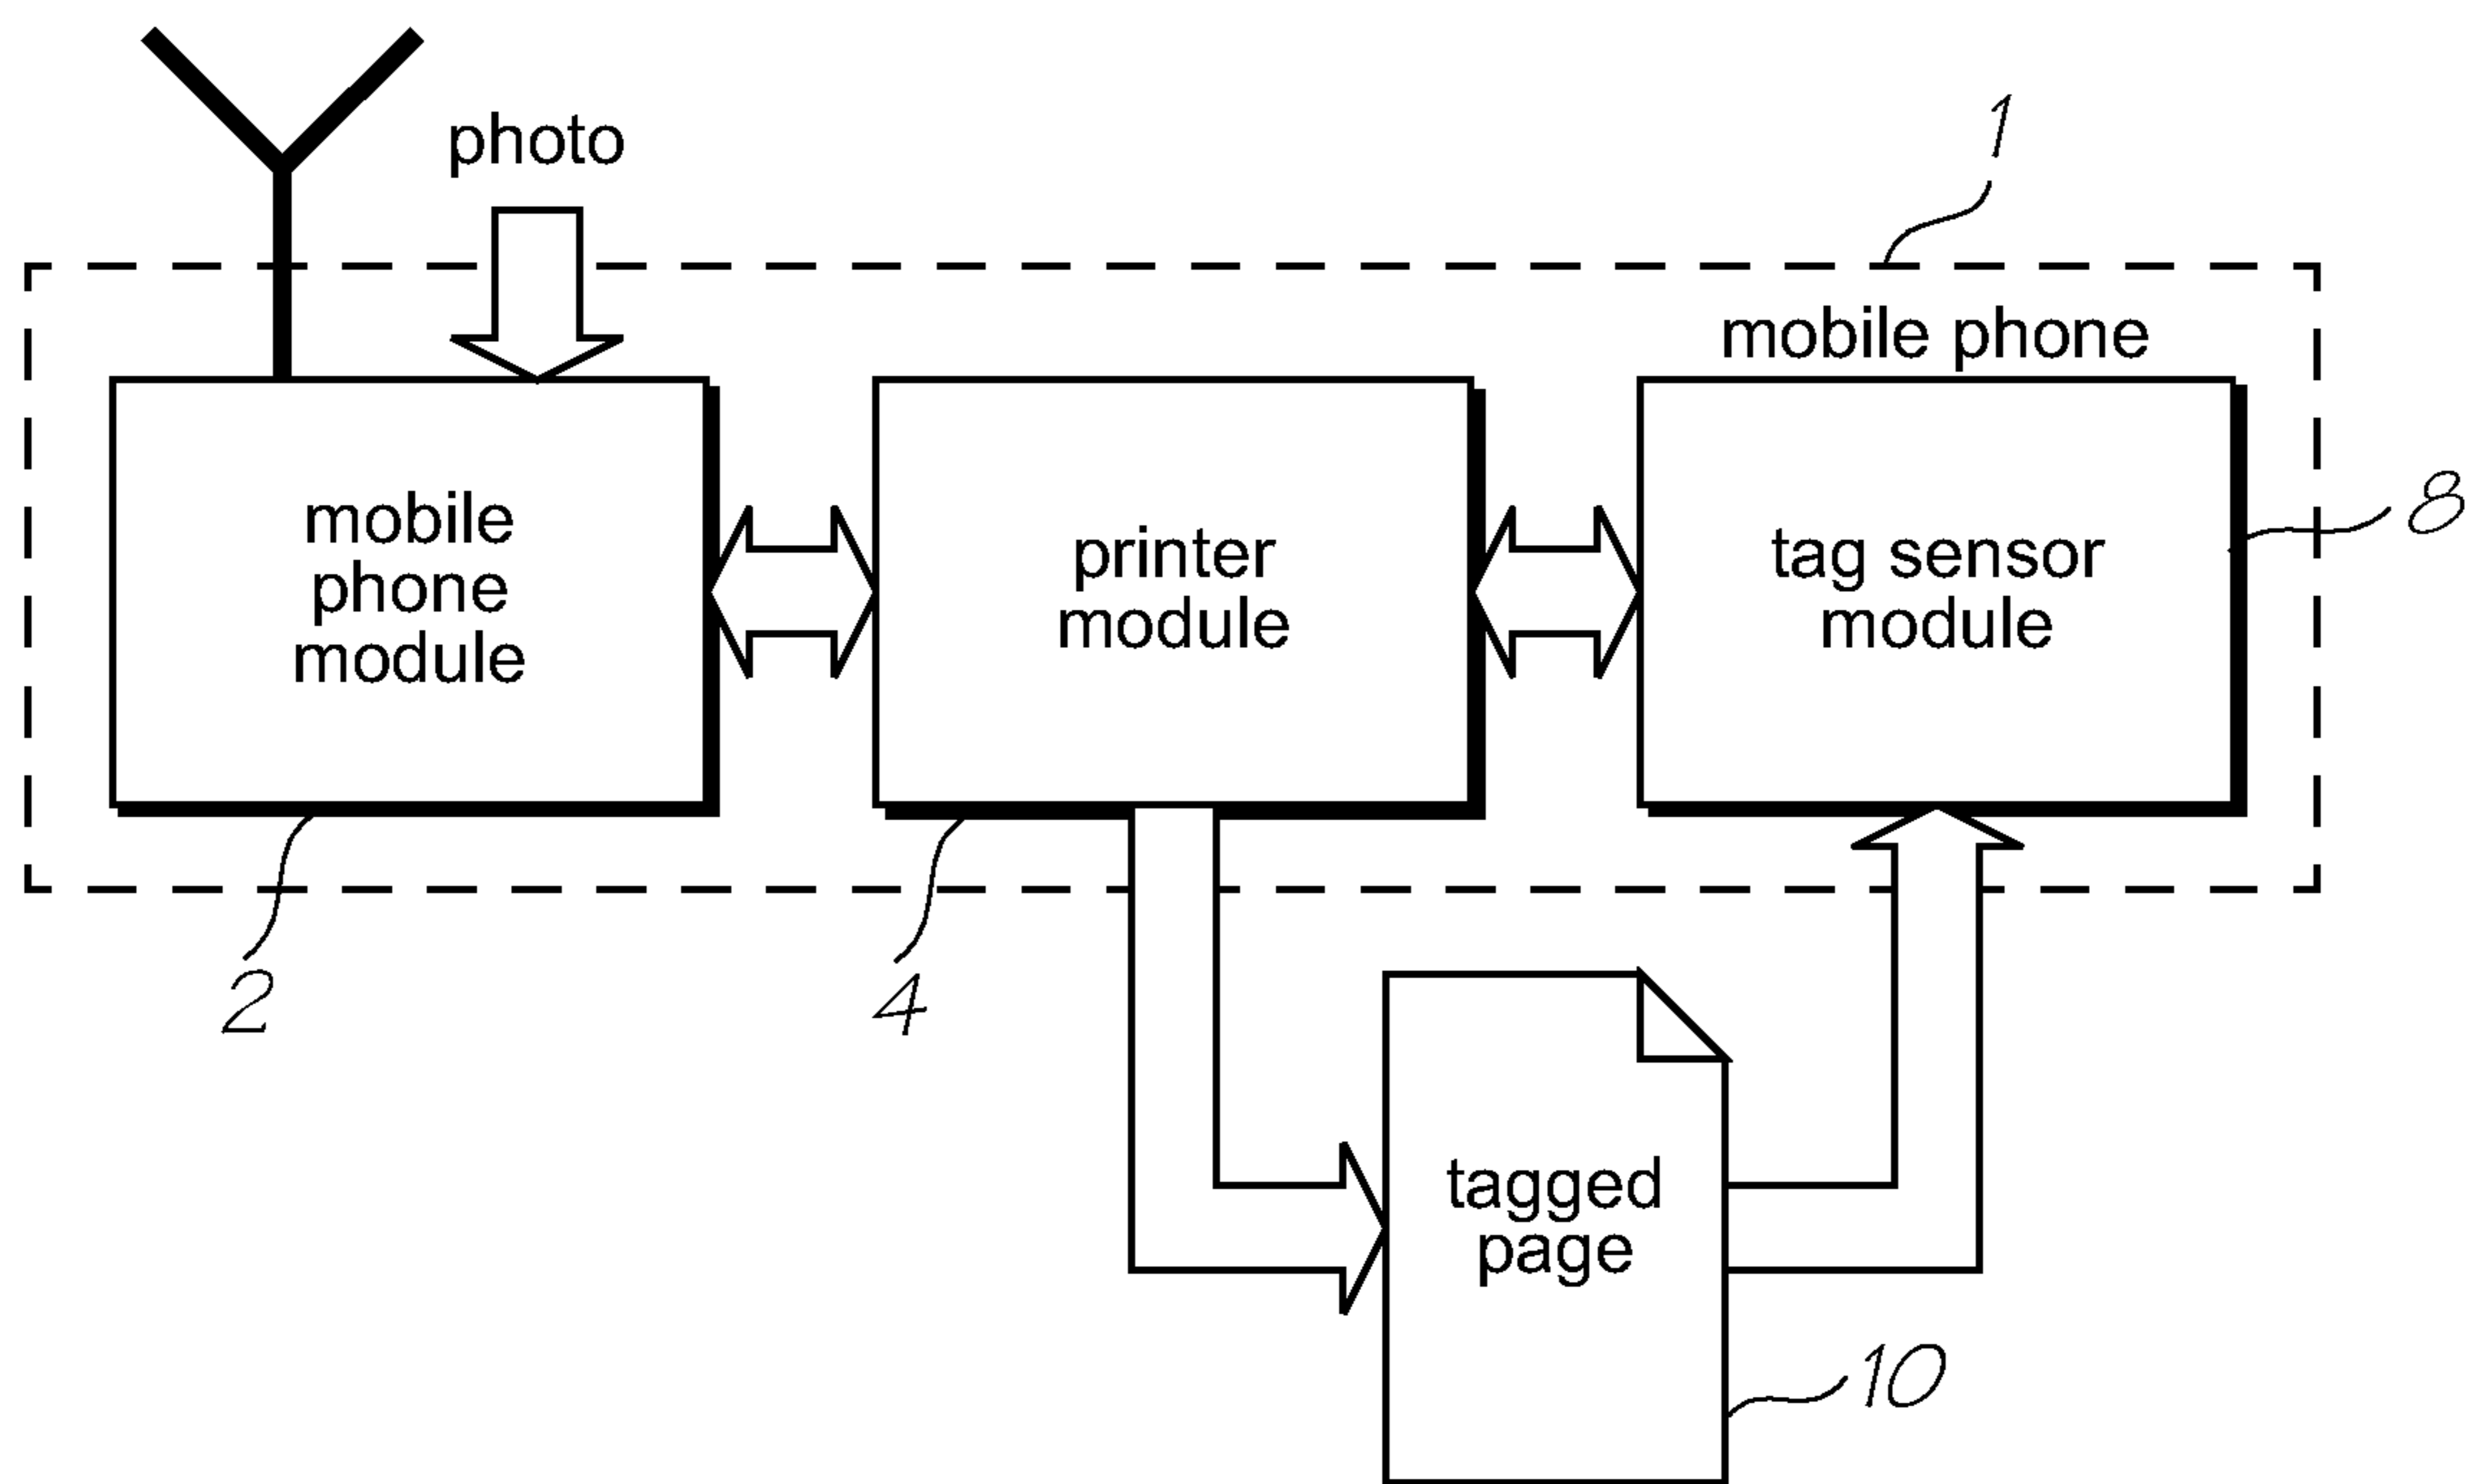 photo
1
mobile phone
mobile
phone
module
printer
module
tag sensor
module
8
2
4
tagged
page
10